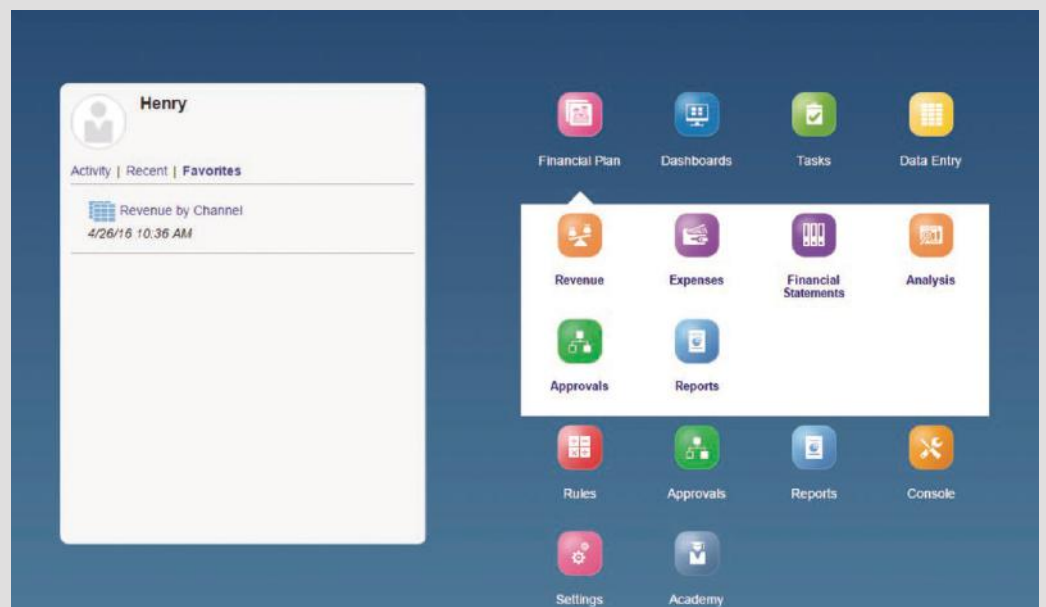 Henry
Activity | Recent | Favorites
Revenue by Channel
4/26/16 10:36 AM
Financial Plan Dashboards Tasks Data Entry
Revenue Expenses Financial Analysis
Statements
Approvals Reports
Rules Approvals Reports Console
Settings Academy